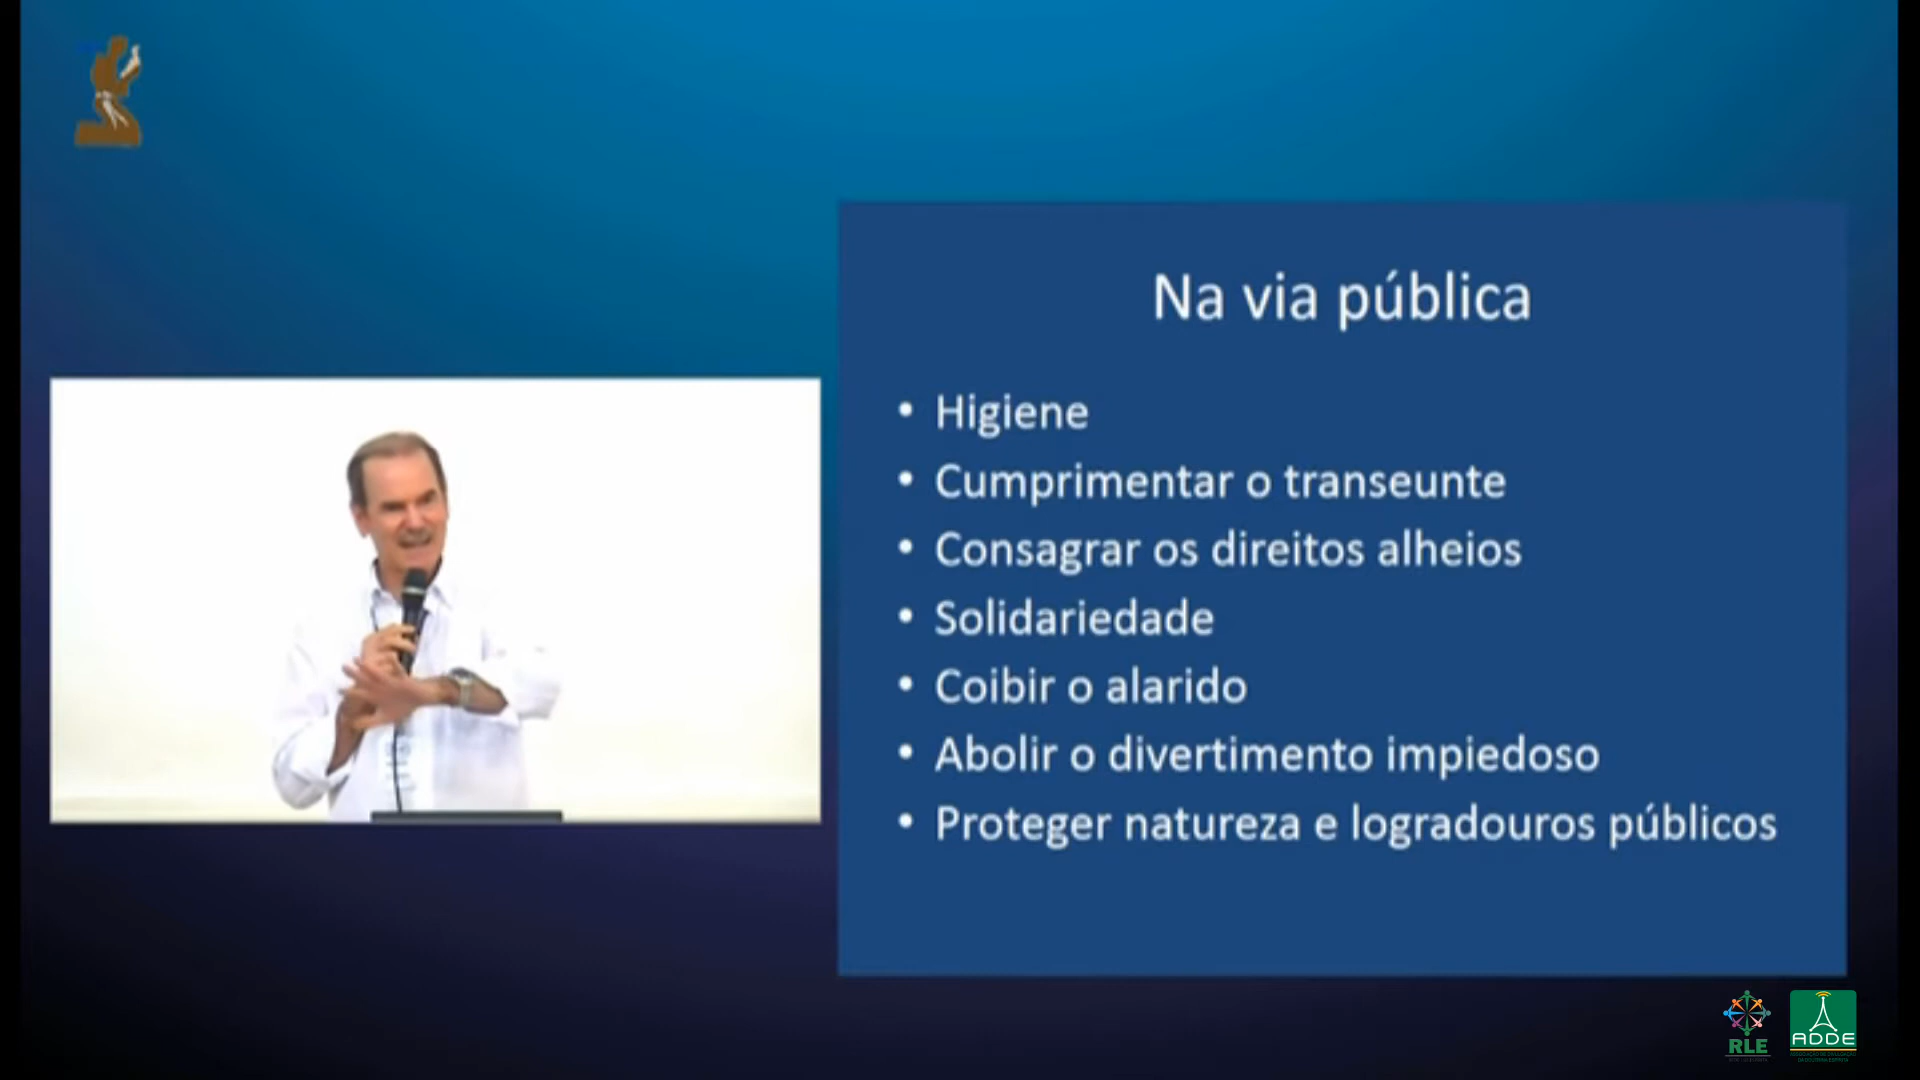 Na via pública
• Higiene
• Cumprimentar o transeunte
• Consagrar os direitos alheios
• Solidariedade
• Coibir o alarido
• Abolir o divertimento impiedoso
• Proteger natureza e logradouros públicos
RLE
ADDE